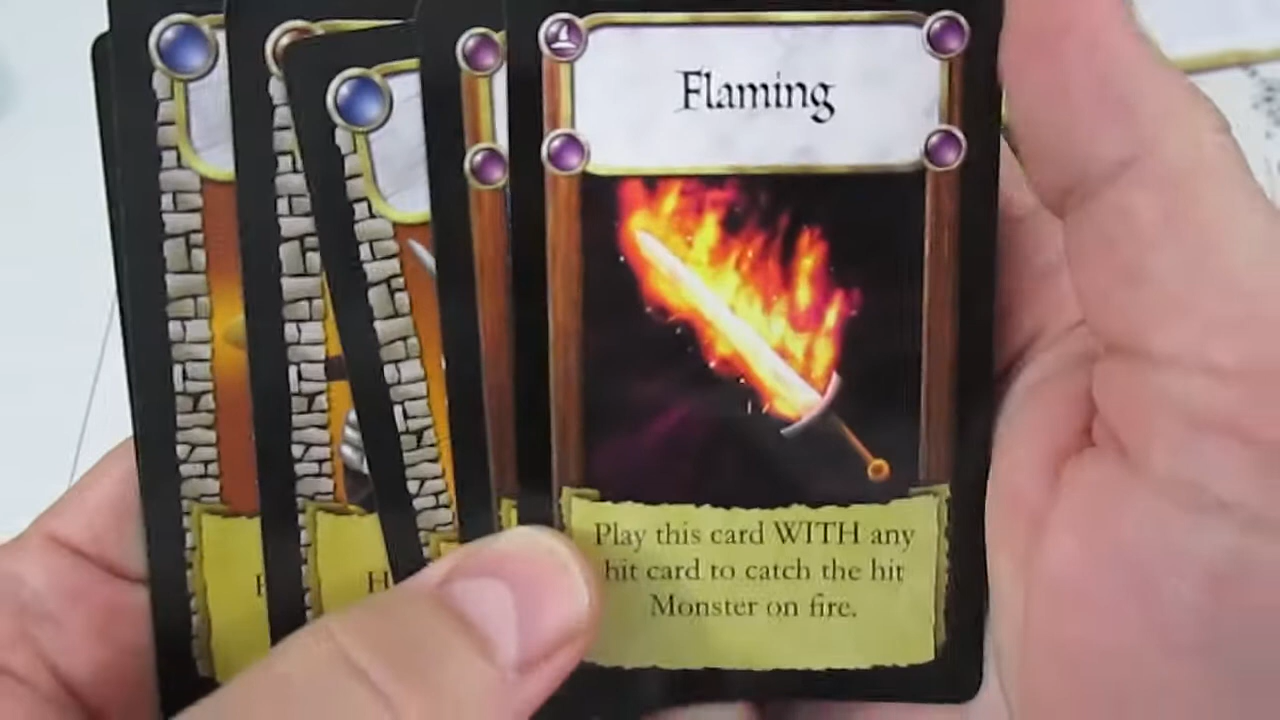 Flaming
Play this card WITH any
hit card to catch the hit
Monster on fire.
H